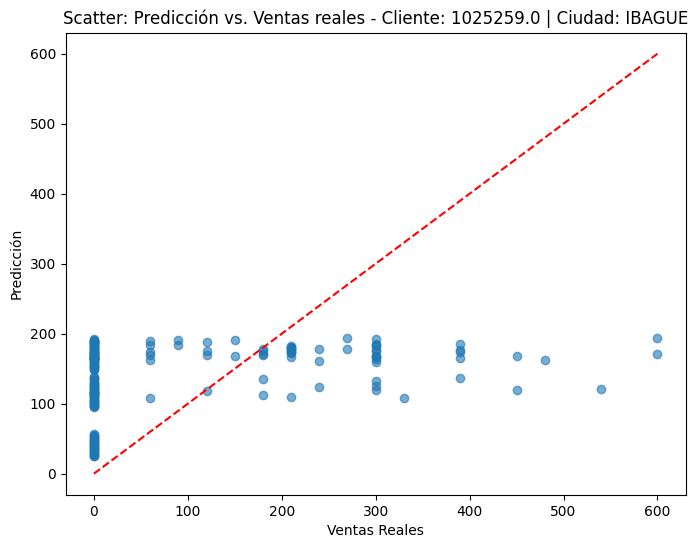 Scatter: Predicción vs. Ventas reales - Cliente: 1025259.0 | Ciudad: IBAGUE
600
500
400
300
200
100
0
Predicción
0 100 200 300 400 500 600
Ventas Reales